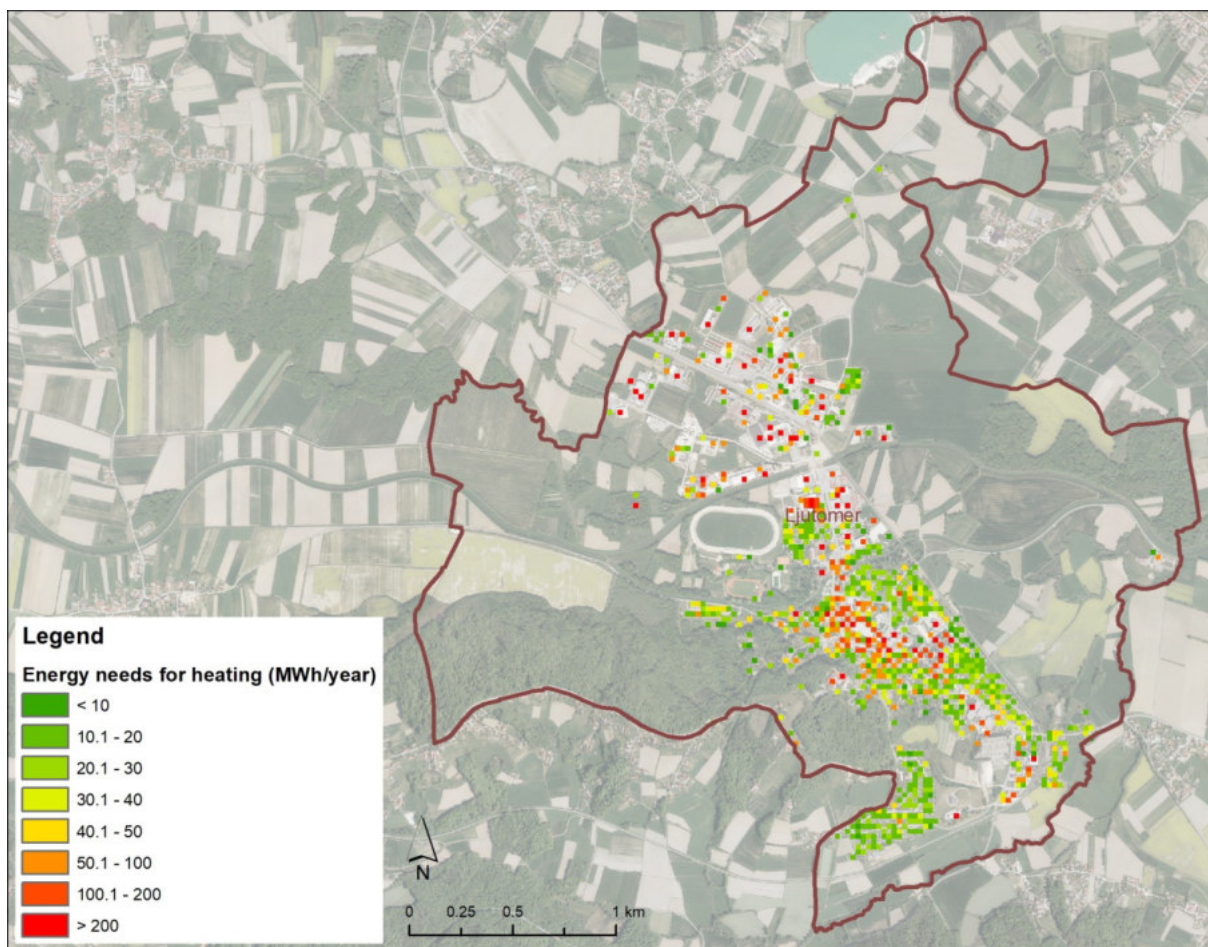 Ljutomer
Legend
Energy needs for heating (MWh/year)
< 10
10.1 - 20
20.1 - 30
30.1 - 40
40.1 - 50
50.1 - 100
100.1 - 200
> 200
N
0 0.25 0.5 1 km